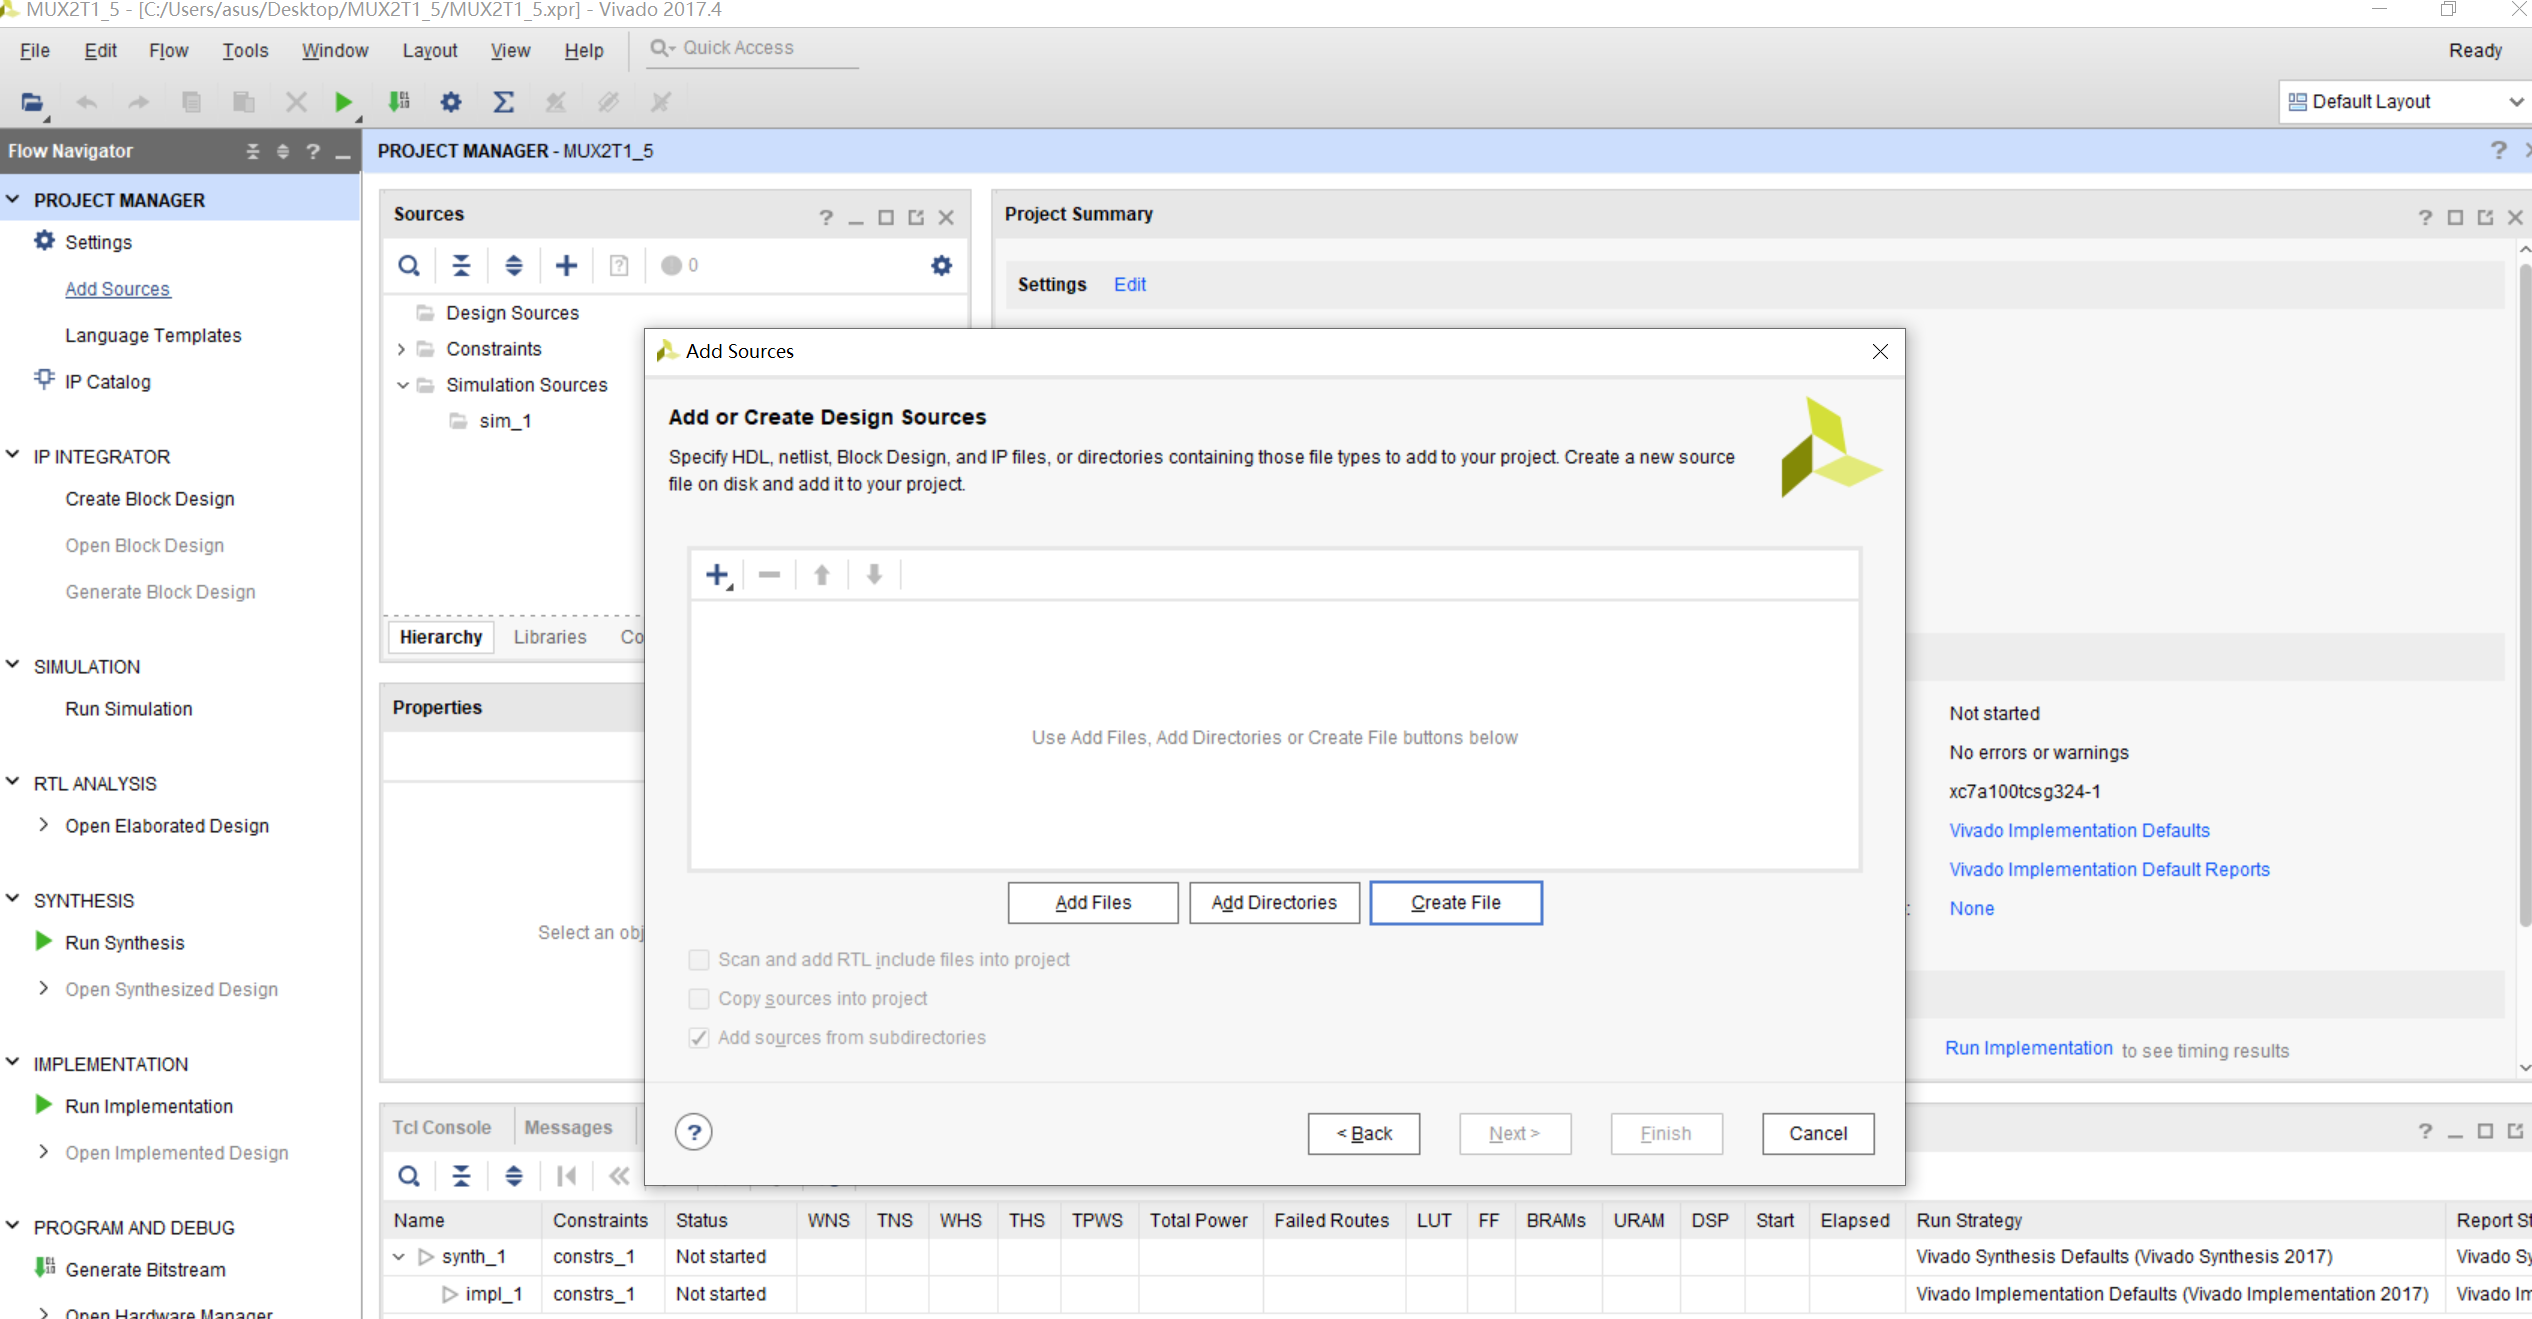 MUX2T1_5 - [C:/Users/asus/Desktop/MUX2T1_5/MUX2T1_5.xpr] - Vivado 2017.4
File Edit Flow Tools Window Layout View Help Quick Access Ready
Default Layout
Flow Navigator
PROJECT MANAGER
Settings
Add Sources
Language Templates
IP Catalog
IP INTEGRATOR
Create Block Design
Open Block Design
Generate Block Design
SIMULATION
Run Simulation
RTL ANALYSIS
Open Elaborated Design
SYNTHESIS
Run Synthesis
Open Synthesized Design
IMPLEMENTATION
Run Implementation
Open Implemented Design
PROGRAM AND DEBUG
Generate Bitstream
Open Hardware Manager
PROJECT MANAGER - MUX2T1_5
Sources
0
Design Sources
Constraints
Simulation Sources
sim_1
Hierarchy Libraries Co
Properties
Select an obj
Project Summary
Settings Edit
Not started
No errors or warnings
xc7a100tcsg324-1
Vivado Implementation Defaults
Vivado Implementation Default Reports
: None
Run Implementation to see timing results
Add Sources
Add or Create Design Sources
Specify HDL, netlist, Block Design, and IP files, or directories containing those file types to add to your project. Create a new source
file on disk and add it to your project.
Use Add Files, Add Directories or Create File buttons below
Add Files Add Directories Create File
Scan and add RTL include files into project
Copy sources into project
Add sources from subdirectories
? < Back Next > Finish Cancel
Tcl Console Messages
Name Constraints Status WNS TNS WHS THS TPWS Total Power Failed Routes LUT FF BRAMs URAM DSP Start Elapsed Run Strategy Report St
synth_1 constrs_1 Not started Vivado Synthesis Defaults (Vivado Synthesis 2017) Vivado Sy
impl_1 constrs_1 Not started Vivado Implementation Defaults (Vivado Implementation 2017) Vivado Im